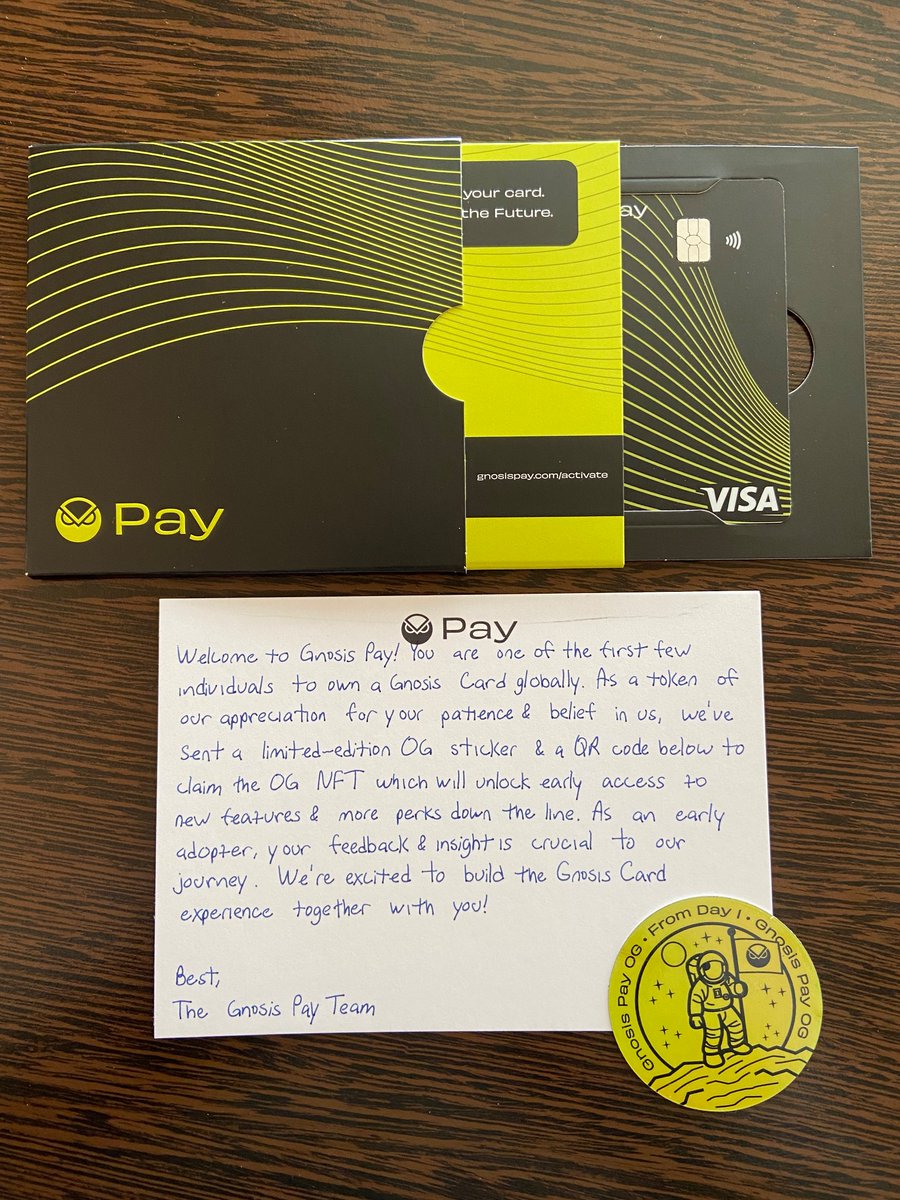 your card.
the Future.
ay
gnosispay.com/activate
VISA
Pay
Pay
Welcome to Gnosis Pay! You are one of the first few
individuals to own a Gnosis Card globally. As a token of
our appreciation for your patience & belief in us, we've
sent a limited-edition OG sticker & a QR code below to
claim the OG NFT which will unlock early access to
new features & more perks down the line. As an early
adopter, your feedback & insight is crucial to our
journey. We're excited to build the Gnosis Card
experience together with you!
Best,
The Gnosis Pay Team
Gnosis Pay OG • From Day 1 • Gnosis Pay OG